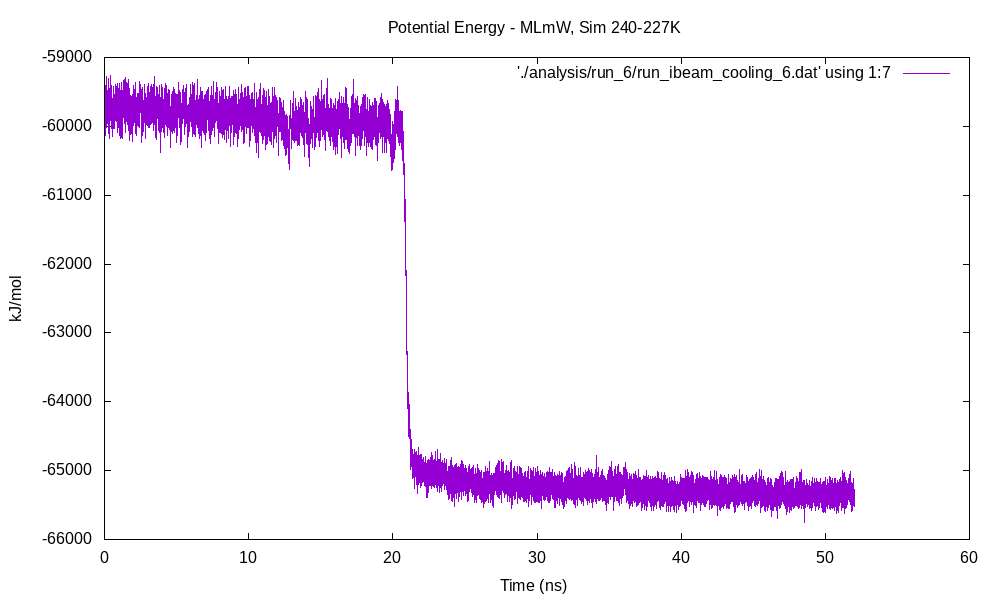 Potential Energy - MLmW, Sim 240-227K
'./analysis/run_6/run_ibeam_cooling_6.dat' using 1:7
-59000
-60000
-61000
-62000
-63000
-64000
-65000
-66000
kJ/mol
0 10 20 30 40 50 60
Time (ns)